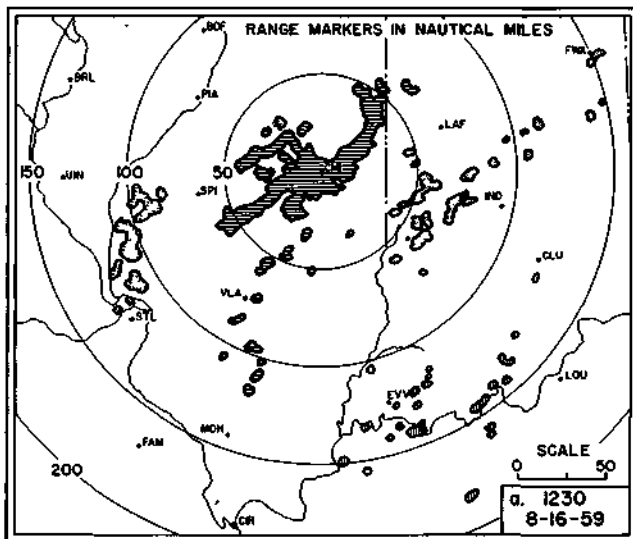 BOF
RANGE MARKERS IN NAUTICAL MILES
FWA
BRL
PIA
LAF
150
UIN
100
SPI
50
IND
CLU
VLA
STL
EVV
LOU
MOH
FAM
SCALE
200
0 50
CIR
a. 1230
8-16-59